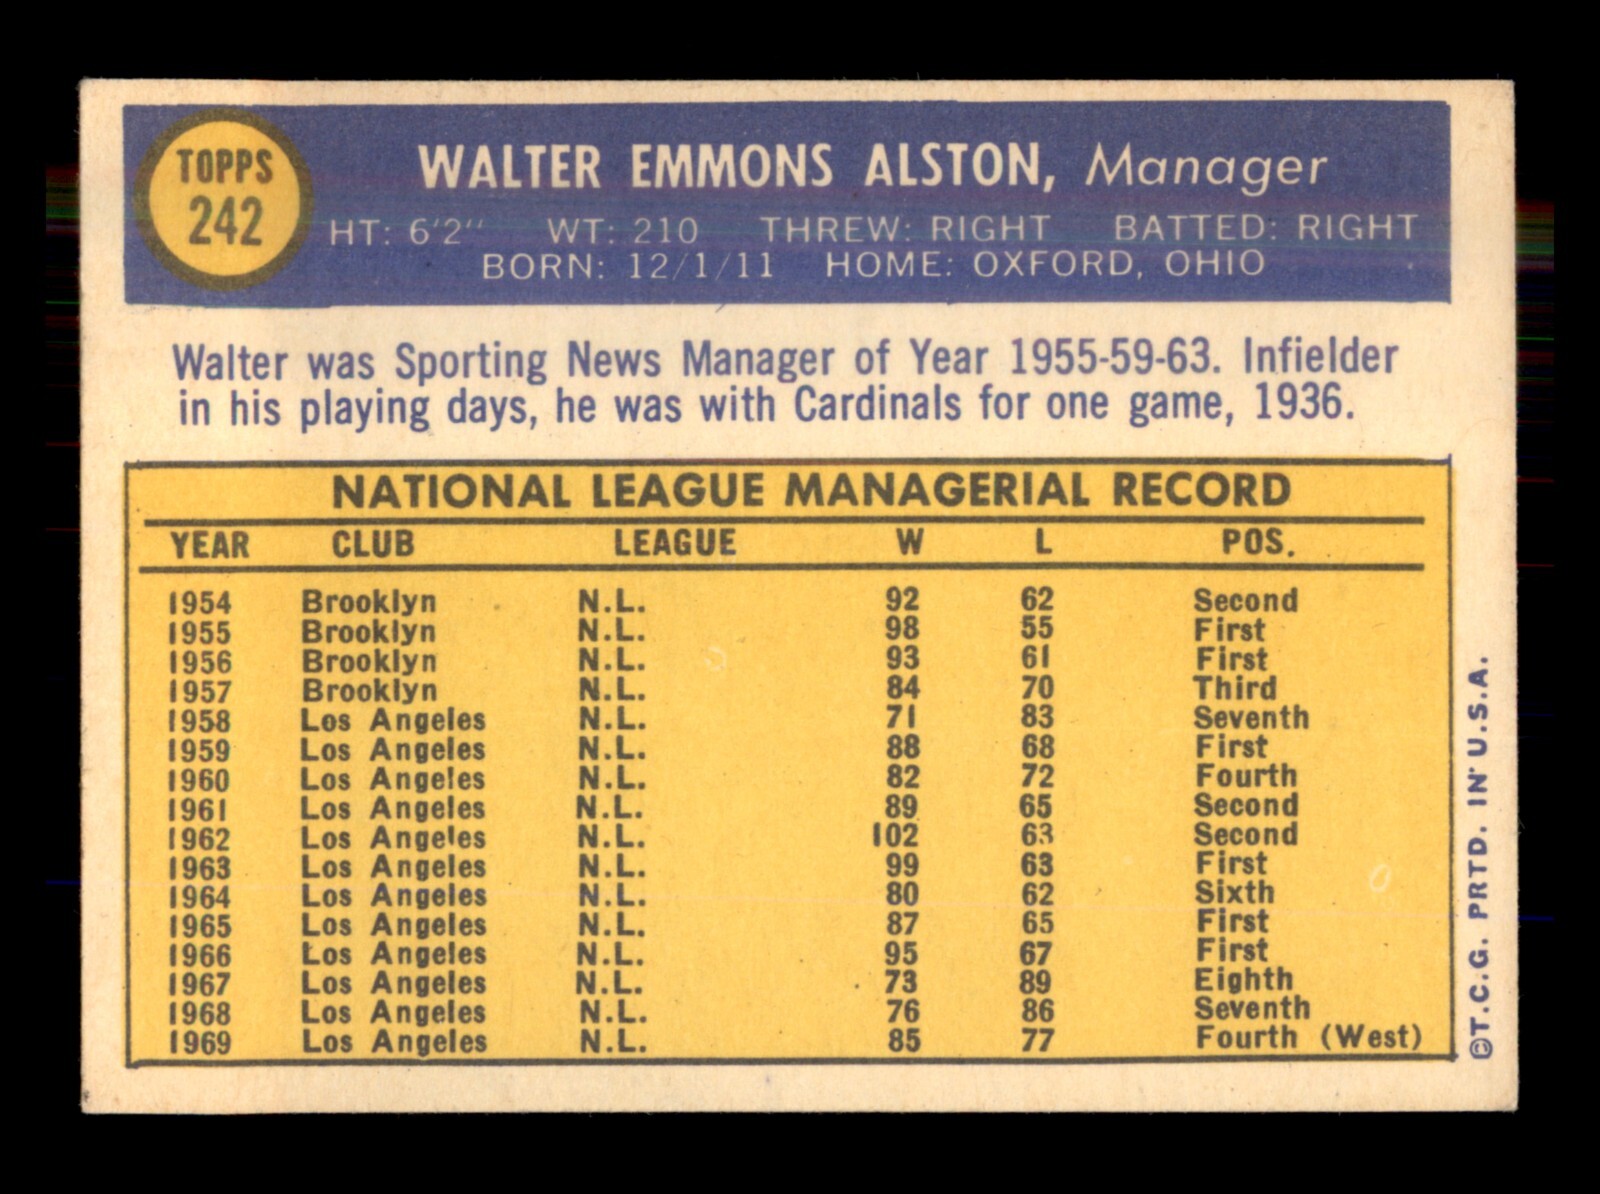 TOPPS
242
WALTER EMMONS ALSTON, Manager
HT: 6'2" WT: 210 THREW: RIGHT BATTED: RIGHT
BORN: 12/1/11 HOME: OXFORD, OHIO
Walter was Sporting News Manager of Year 1955-59-63. Infielder
in his playing days, he was with Cardinals for one game, 1936.
NATIONAL LEAGUE MANAGERIAL RECORD
YEAR CLUB LEAGUE W L POS.
1954 Brooklyn N.L. 92 62 Second
1955 Brooklyn N.L. 98 55 First
1956 Brooklyn N.L. 93 61 First
1957 Brooklyn N.L. 84 70 Third
1958 Los Angeles N.L. 71 83 Seventh
1959 Los Angeles N.L. 88 68 First
1960 Los Angeles N.L. 82 72 Fourth
1961 Los Angeles N.L. 89 65 Second
1962 Los Angeles N.L. 102 63 Second
1963 Los Angeles N.L. 99 63 First
1964 Los Angeles N.L. 80 62 Sixth
1965 Los Angeles N.L. 87 65 First
1966 Los Angeles N.L. 95 67 First
1967 Los Angeles N.L. 73 89 Eighth
1968 Los Angeles N.L. 76 86 Seventh
1969 Los Angeles N.L. 85 77 Fourth (West)
©T.C.G. PRTD. IN U.S.A.